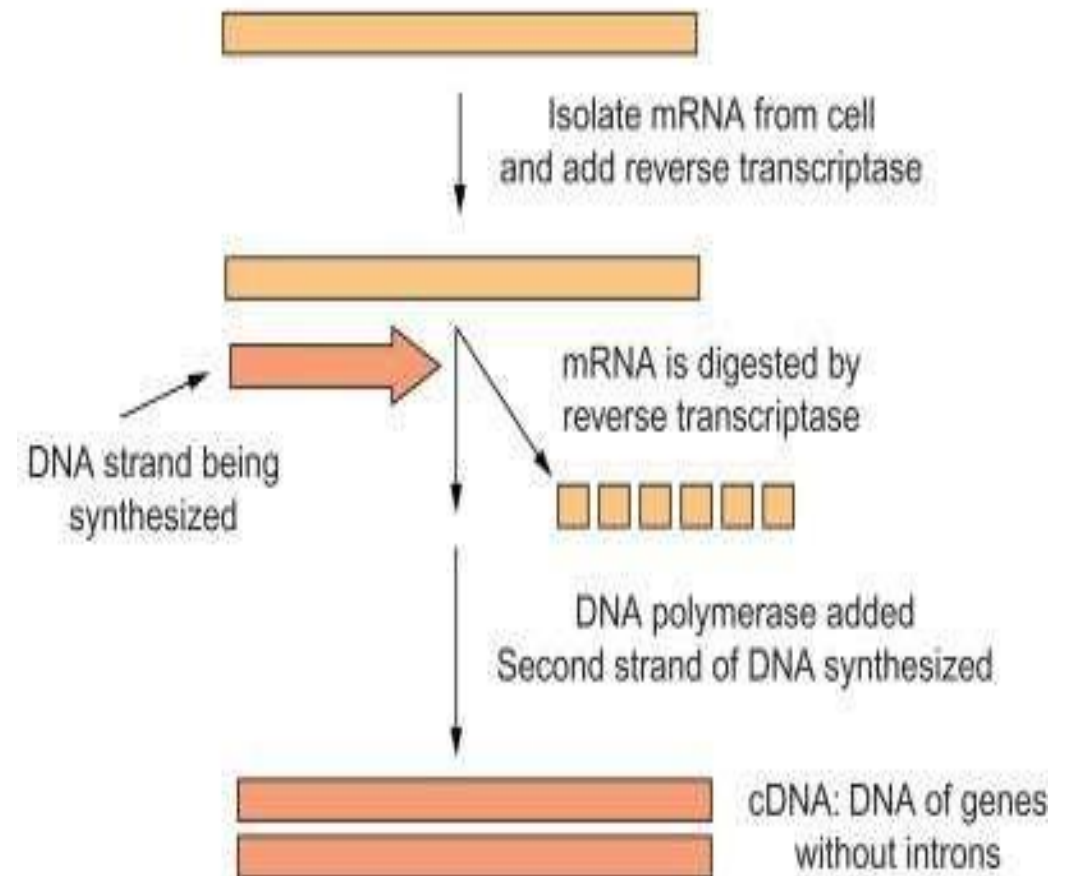 Isolate mRNA from cell
and add reverse transcriptase
mRNA is digested by
reverse transcriptase
DNA strand being
synthesized
DNA polymerase added
Second strand of DNA synthesized
cDNA: DNA of genes
without introns